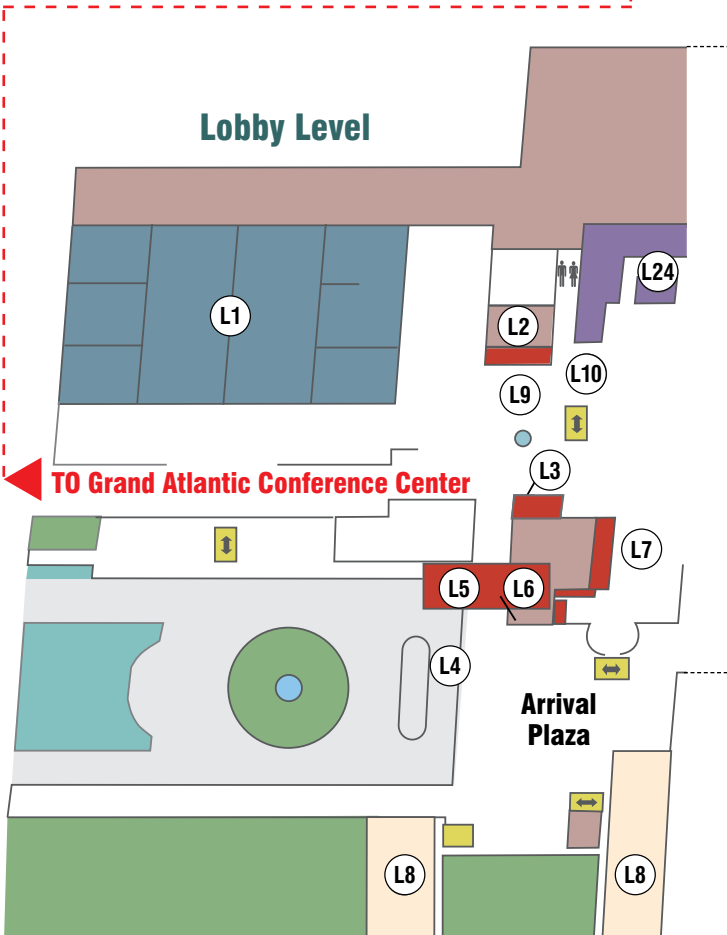 Lobby Level
L24
L1
L2
L10
L9
L3
TO Grand Atlantic Conference Center
L7
L5
L6
L4
Arrival
Plaza
L8
L8